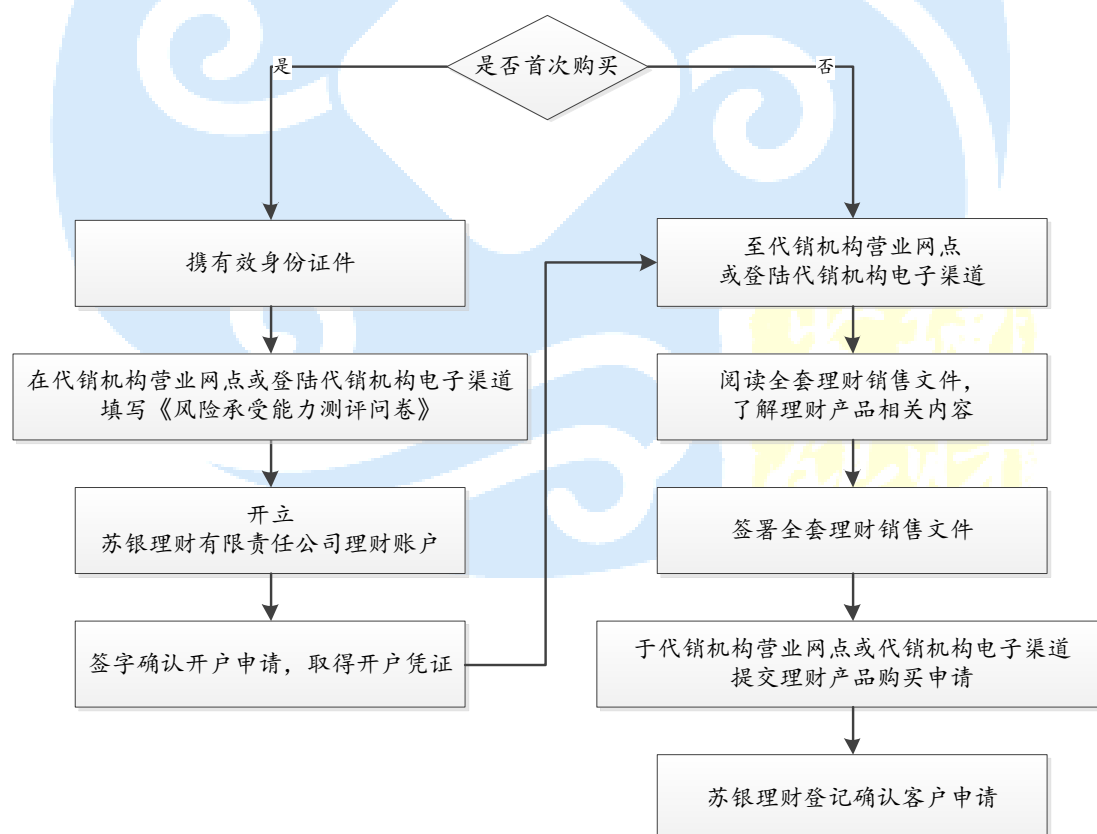 是否首次购买
是
否
携有效身份证件
在代销机构营业网点或登陆代销机构电子渠道
填写《风险承受能力测评问卷》
开立
苏银理财有限责任公司理财账户
签字确认开户申请，取得开户凭证
至代销机构营业网点
或登陆代销机构电子渠道
阅读全套理财销售文件，
了解理财产品相关内容
签署全套理财销售文件
于代销机构营业网点或代销机构电子渠道
提交理财产品购买申请
苏银理财登记确认客户申请